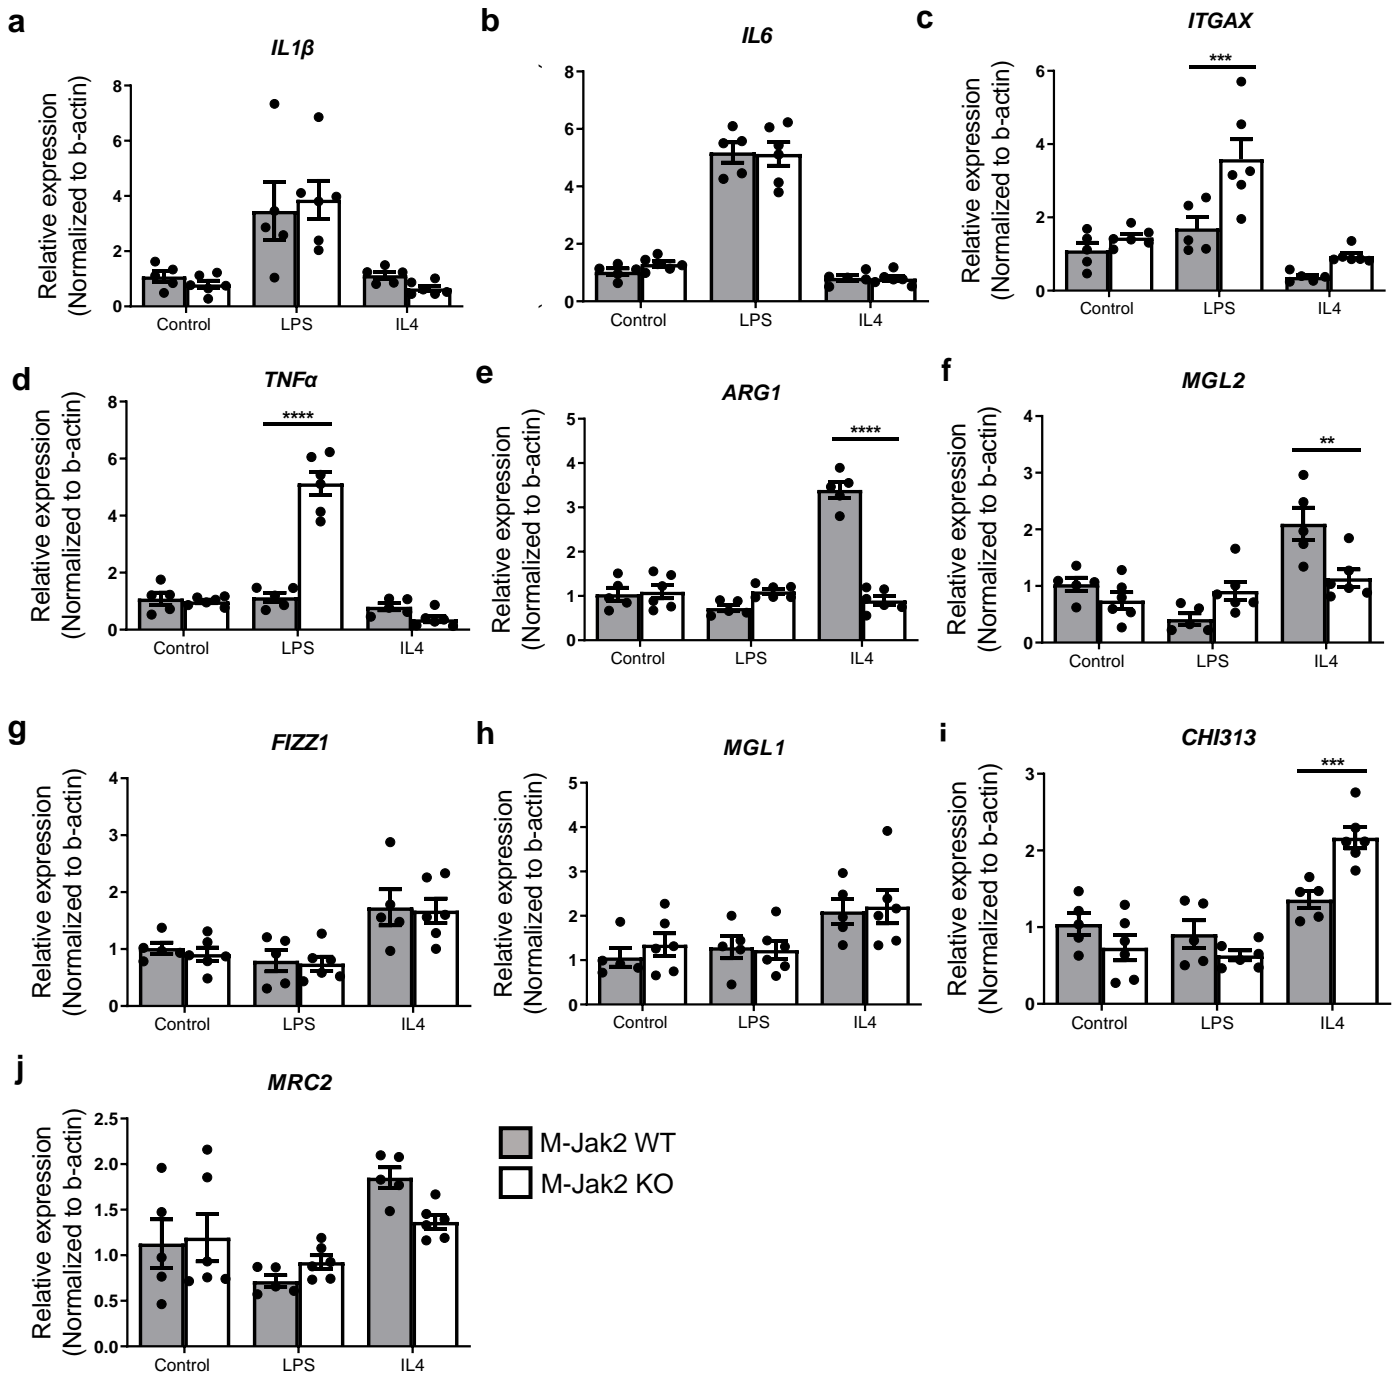 a
IL1β
Relative expression
(Normalized to b-actin)
8
6
4
2
0
Control
LPS
IL4
b
IL6
8
6
4
2
0
Control
LPS
IL4
c
ITGAX
***
Relative expression
(Normalized to b-actin)
6
4
2
0
Control
LPS
IL4
d
TNFα
****
Relative expression
(Normalized to b-actin)
8
6
4
2
0
Control
LPS
IL4
e
ARG1
****
Relative expression
(Normalized to b-actin)
5
4
3
2
1
0
Control
LPS
IL4
f
MGL2
**
Relative expression
(Normalized to b-actin)
4
3
2
1
0
Control
LPS
IL4
g
FIZZ1
Relative expression
(Normalized to b-actin)
4
3
2
1
0
Control
LPS
IL4
h
MGL1
Relative expression
(Normalized to b-actin)
5
4
3
2
1
0
Control
LPS
IL4
i
CHI313
***
Relative expression
(Normalized to b-actin)
3
2
1
0
Control
LPS
IL4
j
MRC2
Relative expression
(Normalized to b-actin)
2.5
2.0
1.5
1.0
0.5
0.0
Control
LPS
IL4
M-Jak2 WT
M-Jak2 KO